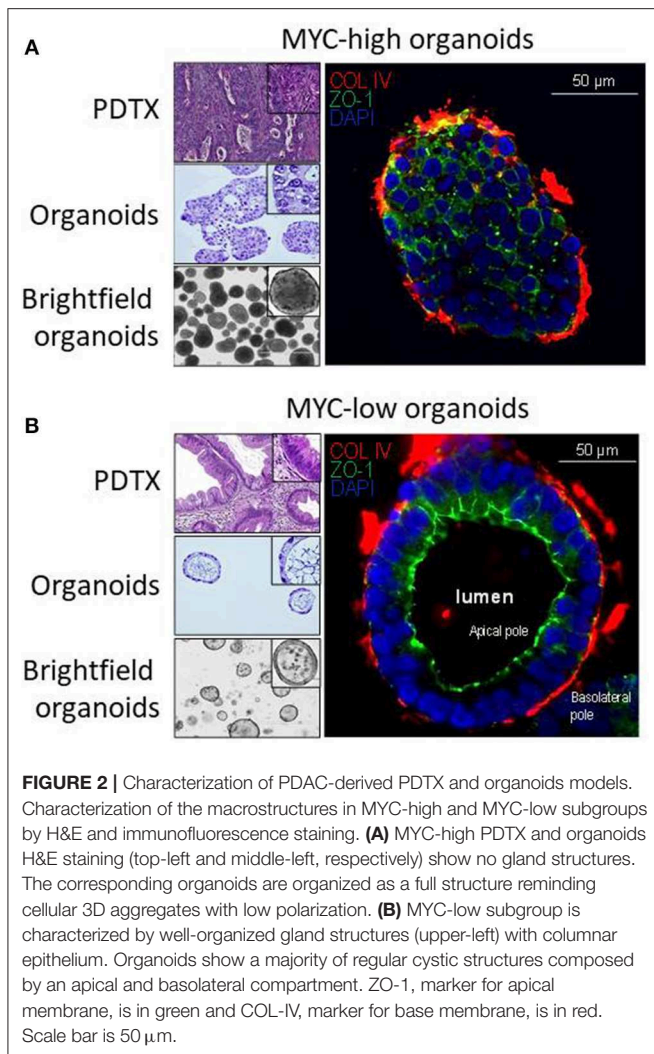 A
MYC-high organoids
PDTX
Organoids
Brightfield
organoids
COL IV
ZO-1
DAPI
50 µm
B
MYC-low organoids
PDTX
Organoids
Brightfield
organoids
COL IV
ZO-1
DAPI
50 µm
lumen
Apical pole
Basolateral
pole
FIGURE 2 | Characterization of PDAC-derived PDTX and organoids models.
Characterization of the macrostructures in MYC-high and MYC-low subgroups
by H&E and immunofluorescence staining. (A) MYC-high PDTX and organoids
H&E staining (top-left and middle-left, respectively) show no gland structures.
The corresponding organoids are organized as a full structure reminding
cellular 3D aggregates with low polarization. (B) MYC-low subgroup is
characterized by well-organized gland structures (upper-left) with columnar
epithelium. Organoids show a majority of regular cystic structures composed
by an apical and basolateral compartment. ZO-1, marker for apical
membrane, is in green and COL-IV, marker for base membrane, is in red.
Scale bar is 50 µm.